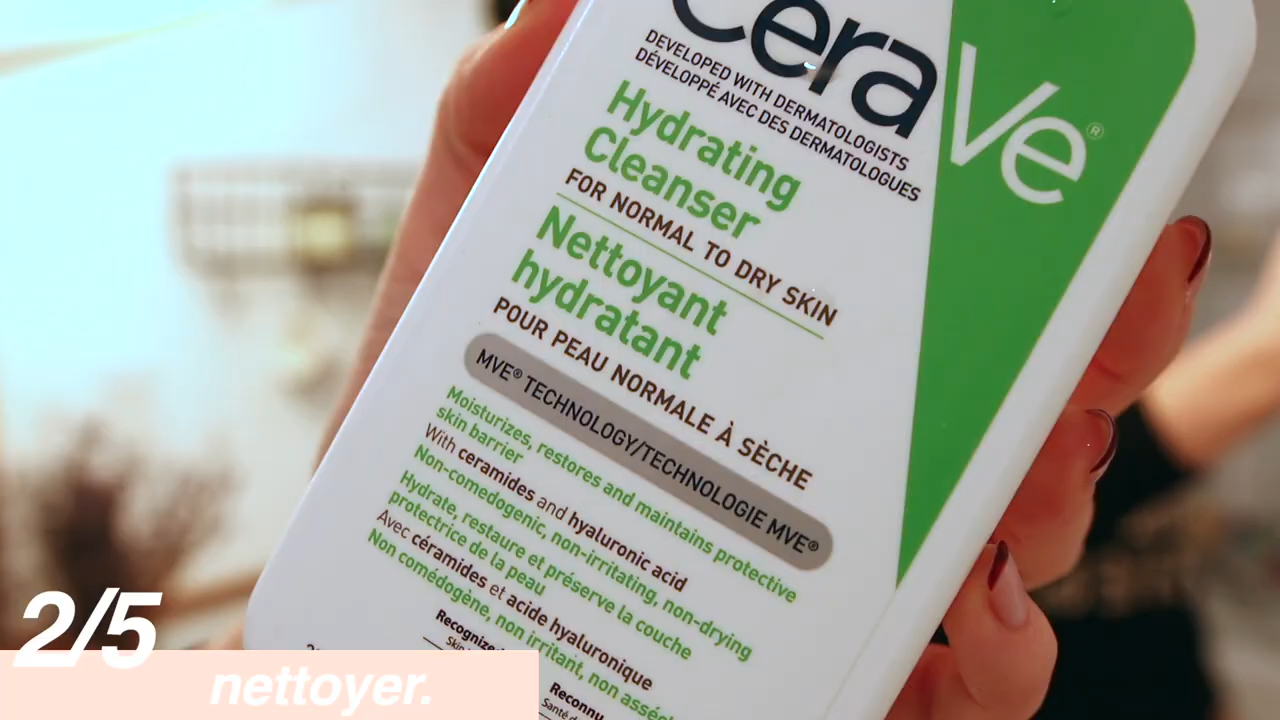 CeraVe®
DEVELOPED WITH DERMATOLOGISTS
DÉVELOPPÉ AVEC DES DERMATOLOGUES
Hydrating
Cleanser
FOR NORMAL TO DRY SKIN
Nettoyant
hydratant
POUR PEAU NORMALE À SÈCHE
MVE® TECHNOLOGY/TECHNOLOGIE MVE®
Moisturizes, restores and maintains protective
skin barrier
With ceramides and hyaluronic acid
Non-comedogenic, non-irritating, non-drying
Hydrate, restaure et préserve la couche
protectrice de la peau
Avec céramides et acide hyaluronique
Non comédogène, non irritant, non
Skin
Reconnu
Santé
2/5
nettoyer.